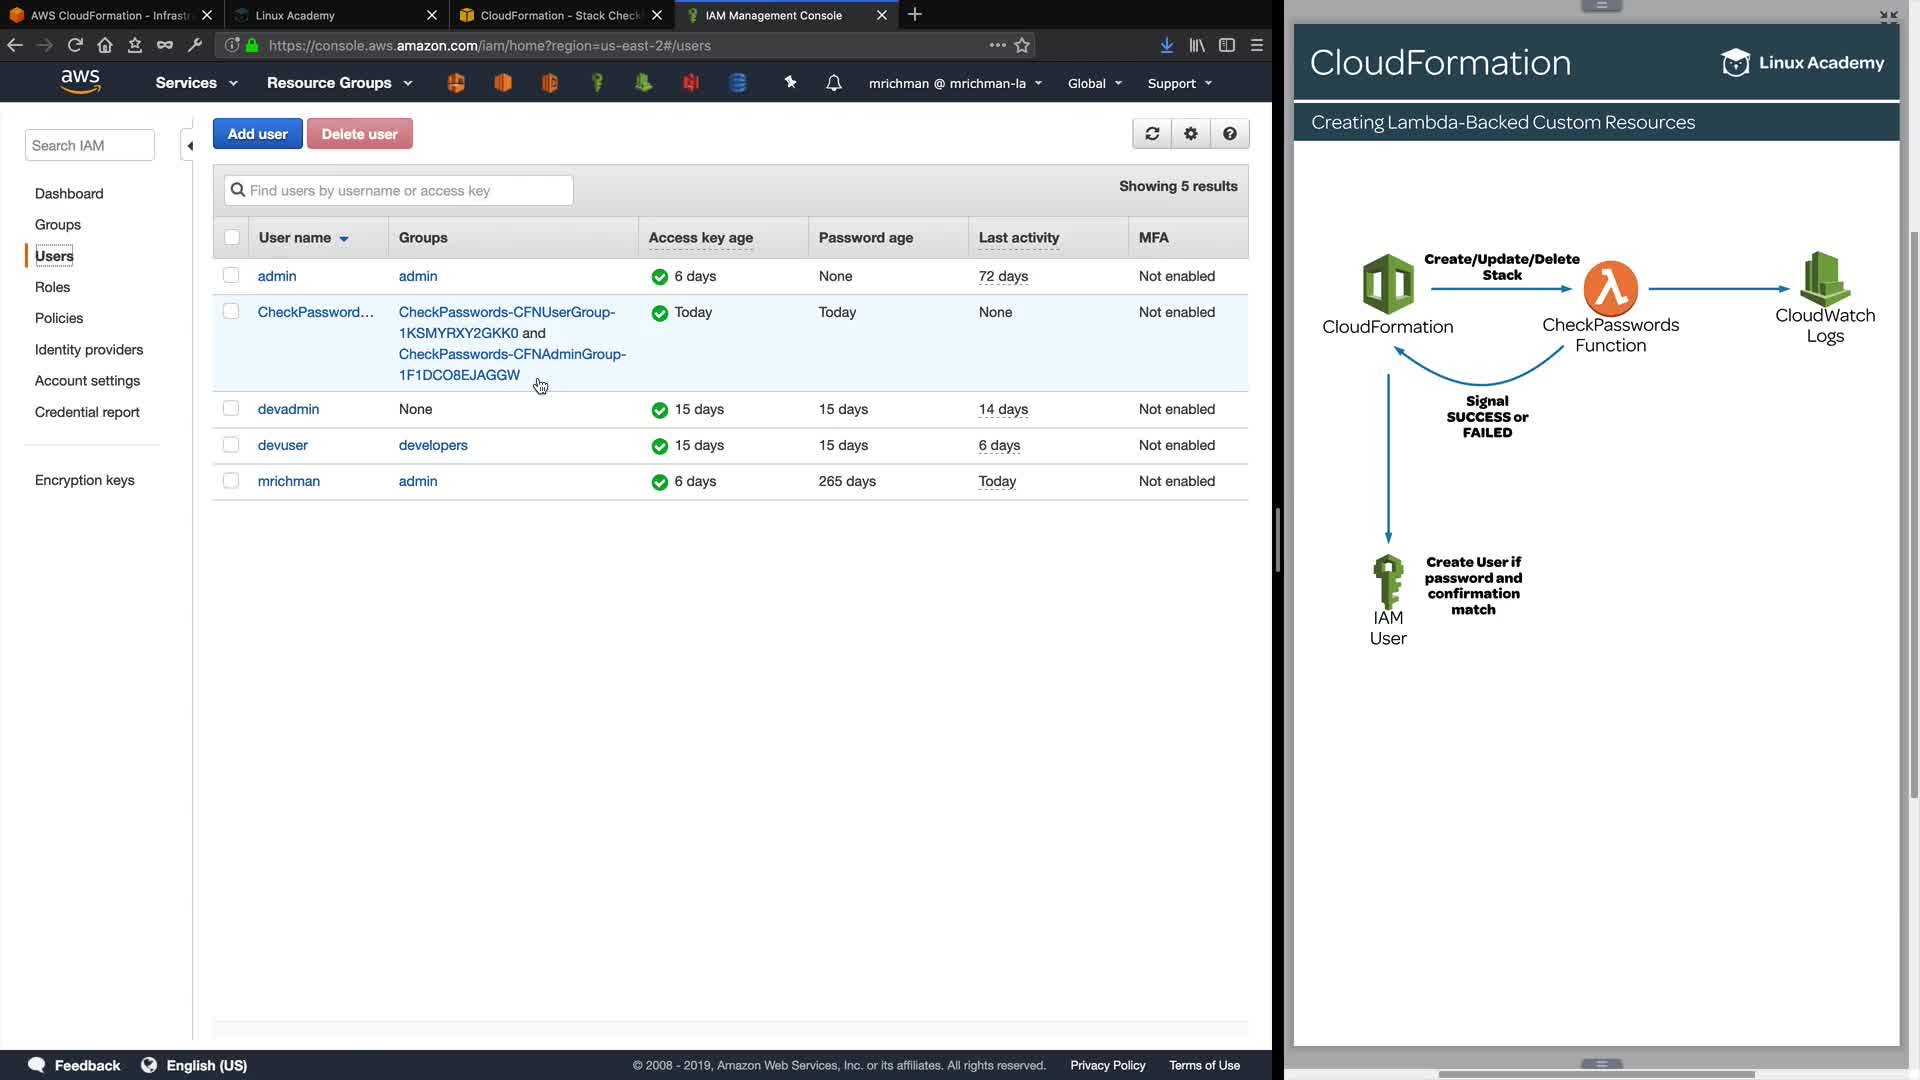 AWS CloudFormation - Infrastr
Linux Academy
CloudFormation - Stack Check
IAM Management Console
https://console.aws.amazon.com/iam/home?region=us-east-2#/users
aws
Services
Resource Groups
mrichman @ mrichman-la
Global
Support
Search IAM
Dashboard
Groups
Users
Roles
Policies
Identity providers
Account settings
Credential report
Encryption keys
Add user
Delete user
Find users by username or access key
Showing 5 results
User name Groups Access key age Password age Last activity MFA
admin admin 6 days None 72 days Not enabled
CheckPassword... CheckPasswords-CFNUserGroup- Today Today None Not enabled
1KSMYRXY2GKK0 and
CheckPasswords-CFNAdminGroup-
1F1DCO8EJAGGW
devadmin None 15 days 15 days 14 days Not enabled
devuser developers 15 days 15 days 6 days Not enabled
mrichman admin 6 days 265 days Today Not enabled
Feedback
English (US)
© 2008 - 2019, Amazon Web Services, Inc. or its affiliates. All rights reserved.
Privacy Policy
Terms of Use
CloudFormation
Linux Academy
Creating Lambda-Backed Custom Resources
Create/Update/Delete
Stack
CloudFormation
CheckPasswords
Function
CloudWatch
Logs
Signal
SUCCESS or
FAILED
Create User if
password and
confirmation
match
IAM
User